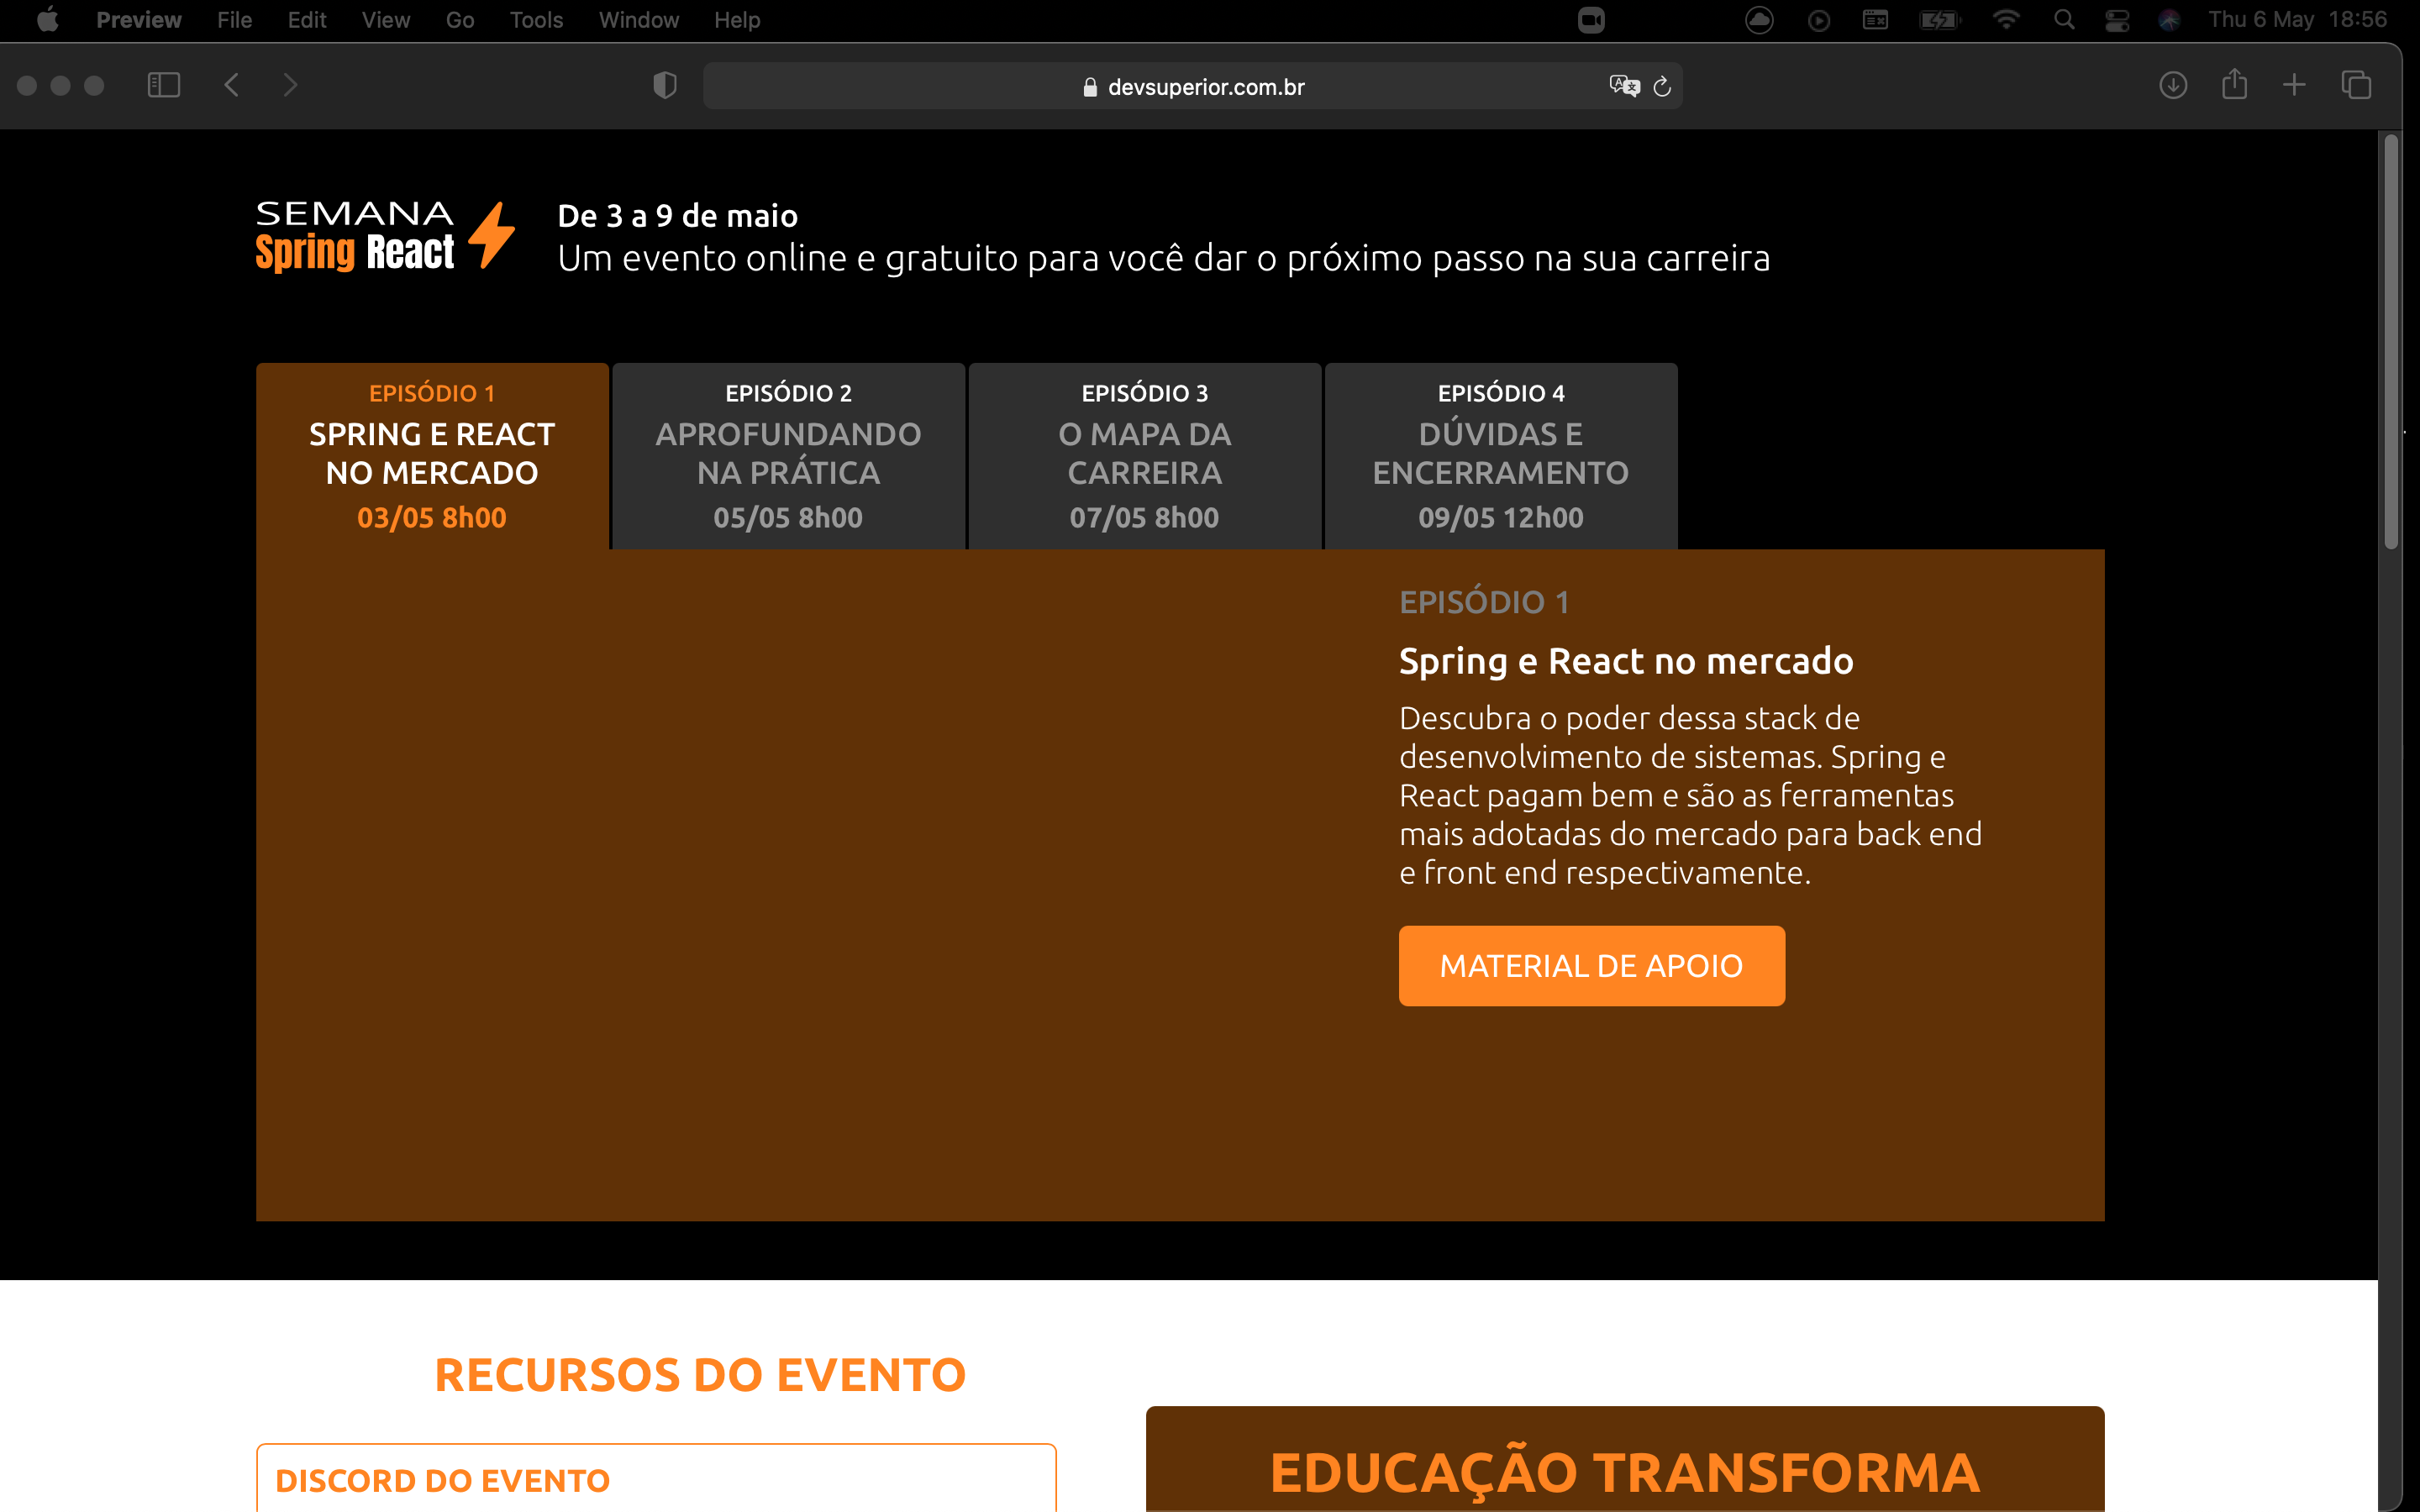 Preview File Edit View Go Tools Window Help Thu 6 May 18:56
devsuperior.com.br
SEMANA
Spring React
De 3 a 9 de maio
Um evento online e gratuito para você dar o próximo passo na sua carreira
EPISÓDIO 1
SPRING E REACT
NO MERCADO
03/05 8h00
EPISÓDIO 2
APROFUNDANDO
NA PRÁTICA
05/05 8h00
EPISÓDIO 3
O MAPA DA
CARREIRA
07/05 8h00
EPISÓDIO 4
DÚVIDAS E
ENCERRAMENTO
09/05 12h00
EPISÓDIO 1
Spring e React no mercado
Descubra o poder dessa stack de
desenvolvimento de sistemas. Spring e
React pagam bem e são as ferramentas
mais adotadas do mercado para back end
e front end respectivamente.
MATERIAL DE APOIO
RECURSOS DO EVENTO
DISCORD DO EVENTO
EDUCAÇÃO TRANSFORMA